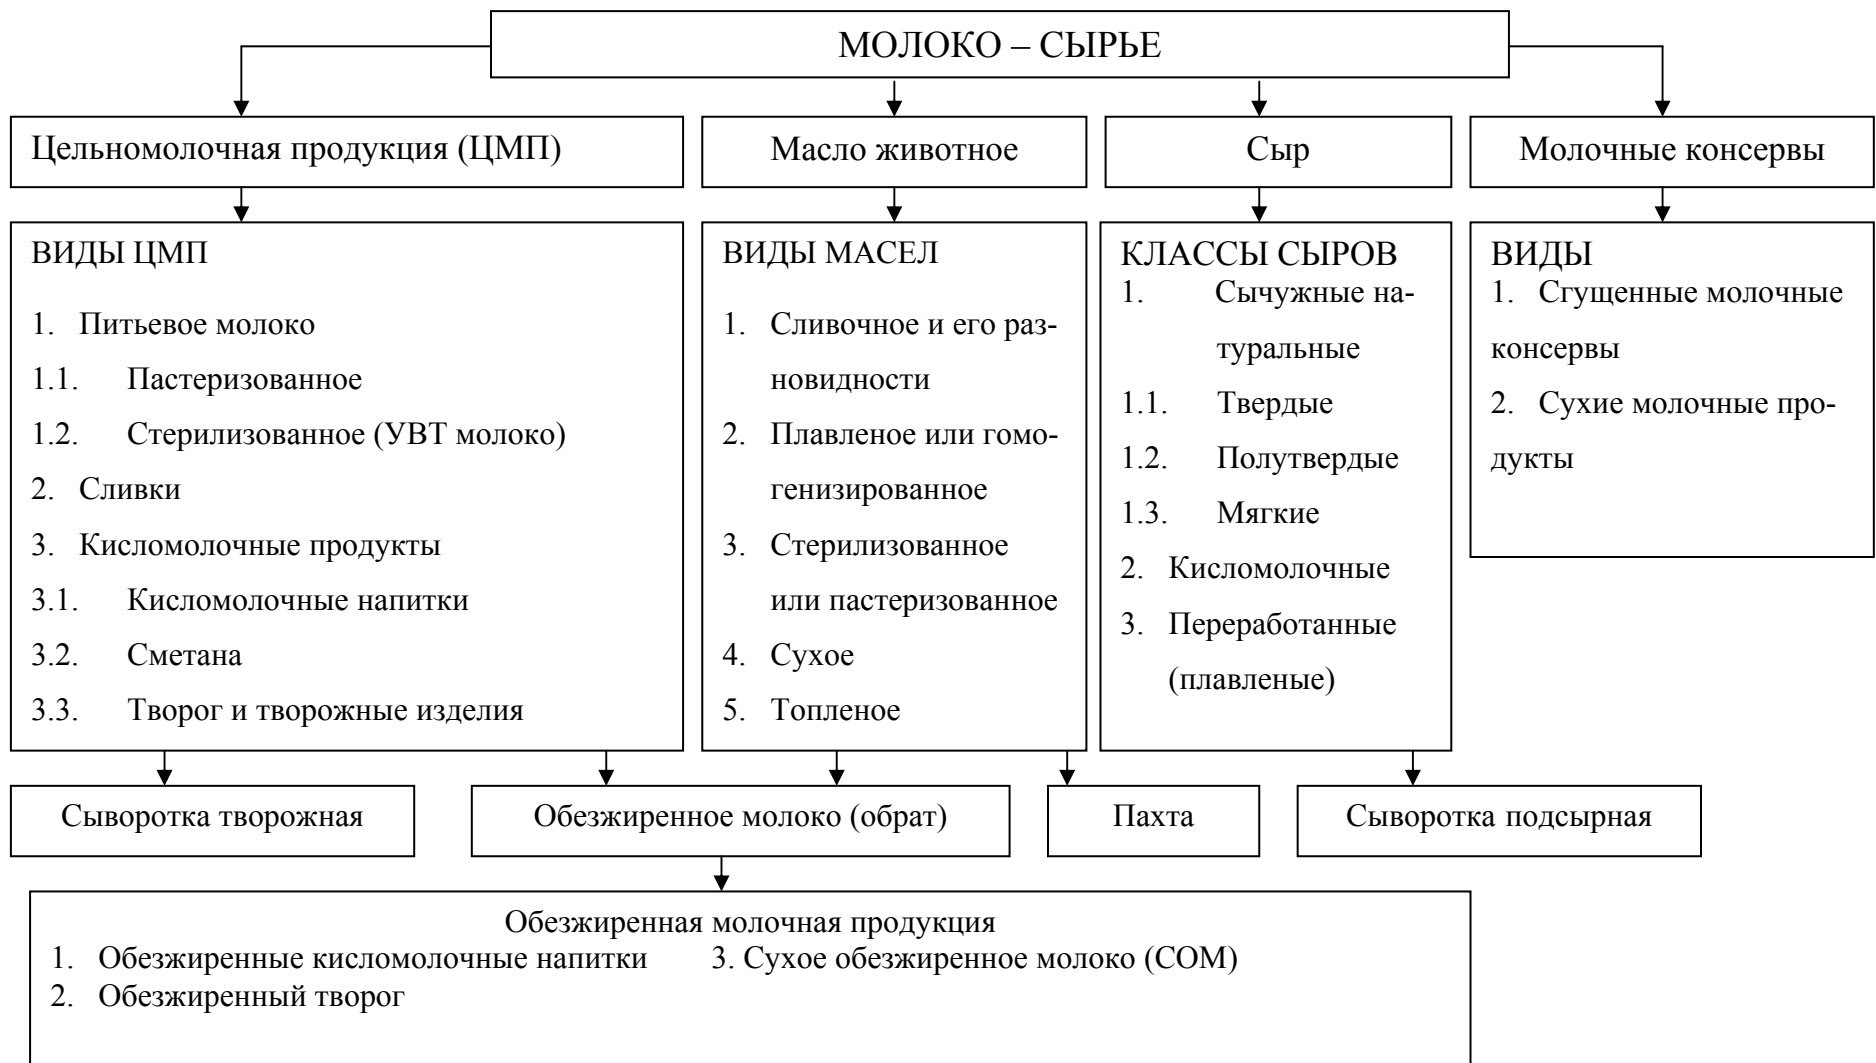 МОЛОКО – СЫРЬЕ
Цельномолочная продукция (ЦМП)
Масло животное
Сыр
Молочные консервы
ВИДЫ ЦМП
1. Питьевое молоко
1.1. Пастеризованное
1.2. Стерилизованное (УВТ молоко)
2. Сливки
3. Кисломолочные продукты
3.1. Кисломолочные напитки
3.2. Сметана
3.3. Творог и творожные изделия
ВИДЫ МАСЕЛ
1. Сливочное и его раз-
новидности
2. Плавленое или гомо-
генизированное
3. Стерилизованное
или пастеризованное
4. Сухое
5. Топленое
КЛАССЫ СЫРОВ
1. Сычужные на-
туральные
1.1. Твердые
1.2. Полутвердые
1.3. Мягкие
2. Кисломолочные
3. Переработанные
(плавленые)
ВИДЫ
1. Сгущенные молочные
консервы
2. Сухие молочные про-
дукты
Сыворотка творожная
Обезжиренное молоко (обрат)
Пахта
Сыворотка подсырная
Обезжиренная молочная продукция
1. Обезжиренные кисломолочные напитки 3. Сухое обезжиренное молоко (СОМ)
2. Обезжиренный творог